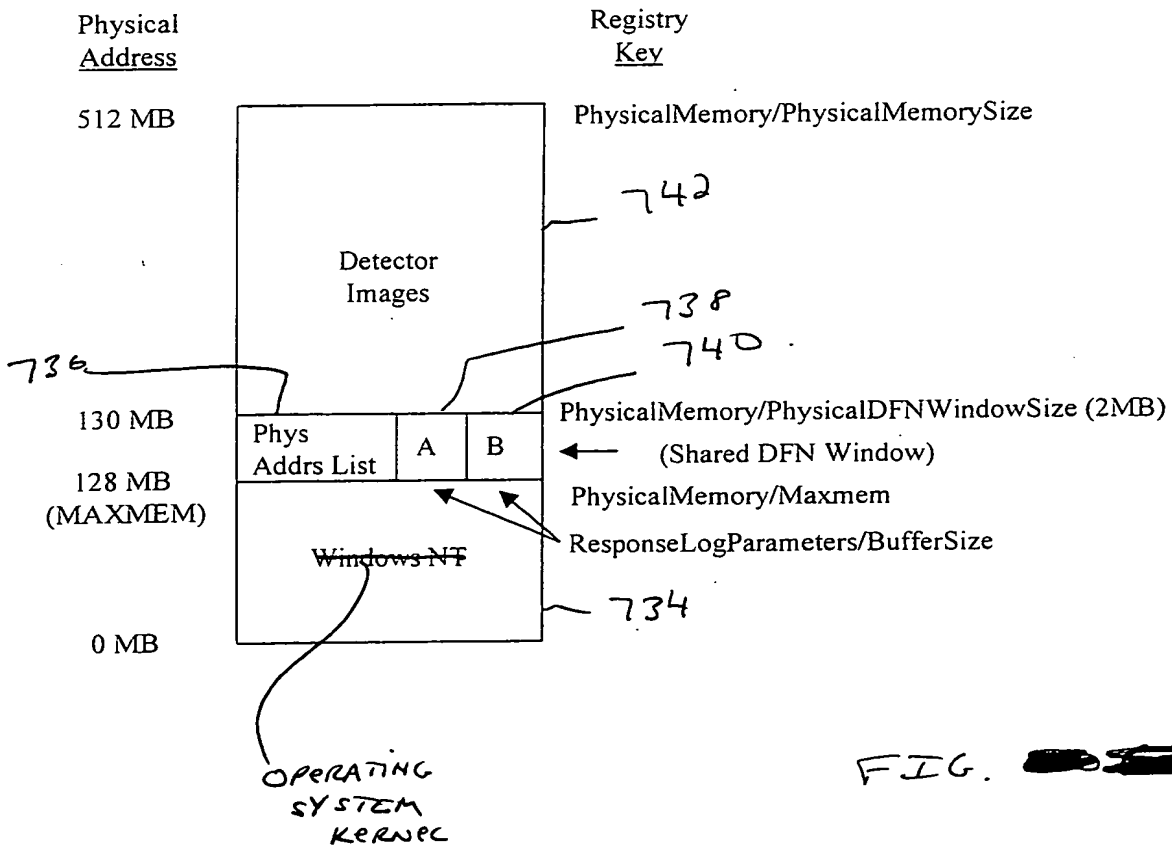 Physical
Address
Registry
Key
512 MB
PhysicalMemory/PhysicalMemorySize
742
Detector
Images
738
740.
736
130 MB
PhysicalMemory/PhysicalDFNWindowSize (2MB)
Phys
Addrs List
A
B
(Shared DFN Window)
128 MB
(MAXMEM)
PhysicalMemory/Maxmem
ResponseLogParameters/BufferSize
Windows NT
734
0 MB
OPERATING
SYSTEM
KERNEL
FIG.